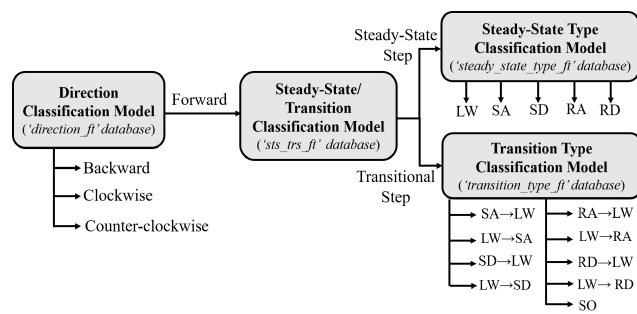 Direction
Classification Model
(‘direction_ft’ database)
Forward
Backward
Clockwise
Counter-clockwise
Steady-State/
Transition
Classification Model
(‘sts_trs_ft’ database)
Steady-State
Step
Transitional
Step
Steady-State Type
Classification Model
(‘steady_state_type_ft’ database)
LW SA SD RA RD
Transition Type
Classification Model
(‘transition_type_ft’ database)
SA→LW
LW→SA
SD→LW
LW→SD
RA→LW
LW→RA
RD→LW
LW→ RD
SO